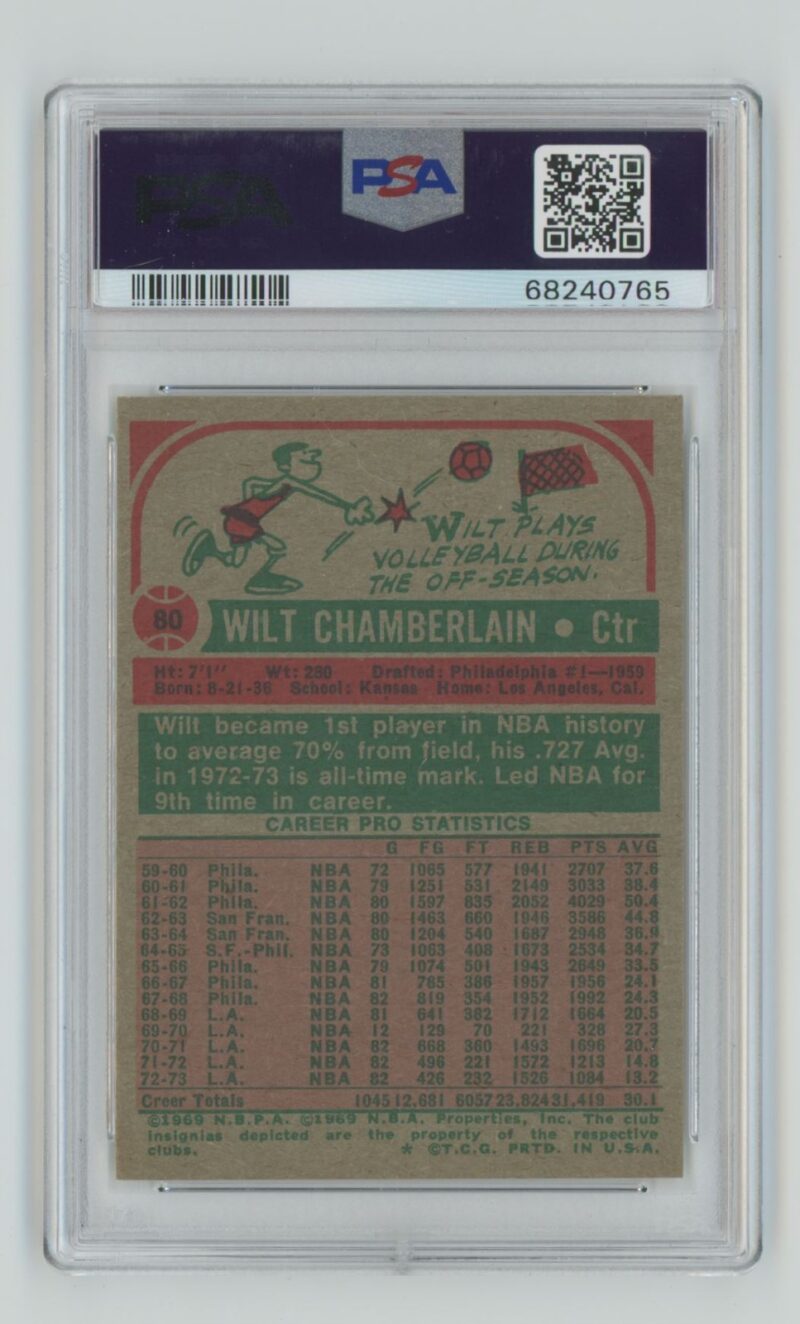 PSA
PSA
68240765
WILT PLAYS
VOLLEYBALL DURING
THE OFF-SEASON.
80 WILT CHAMBERLAIN • Ctr
Ht: 7'1" Wt: 280 Drafted: Philadelphia #1—1959
Born: 8-21-36 School: Kansas Home: Los Angeles, Cal.
Wilt became 1st player in NBA history
to average 70% from field, his .727 Avg.
in 1972-73 is all-time mark. Led NBA for
9th time in career.
CAREER PRO STATISTICS
G FG FT REB PTS AVG
59-60 Phila. NBA 72 1065 577 1941 2707 37.6
60-61 Phila. NBA 79 1251 531 2149 3033 38.4
61-62 Phila. NBA 80 1597 835 2052 4029 50.4
62-63 San Fran. NBA 80 1463 660 1946 3586 44.8
63-64 San Fran. NBA 80 1204 540 1687 2948 36.9
64-65 S.F.-Phil. NBA 73 1063 408 1673 2534 34.7
65-66 Phila. NBA 79 1074 501 1943 2649 33.5
66-67 Phila. NBA 81 785 386 1957 1956 24.1
67-68 Phila. NBA 82 819 354 1952 1992 24.3
68-69 L.A. NBA 81 641 382 1712 1664 20.5
69-70 L.A. NBA 12 129 70 221 328 27.3
70-71 L.A. NBA 82 668 360 1493 1696 20.7
71-72 L.A. NBA 82 496 221 1572 1213 14.8
72-73 L.A. NBA 82 426 232 1526 1084 13.2
Creer Totals 1045 12,681 6057 23,824 31,419 30.1
©1969 N.B.P.A. ©1969 N.B.A. Properties, Inc. The club
insignias depicted are the property of the respective
clubs. * ©T.C.G. PRTD. IN U.S.A.